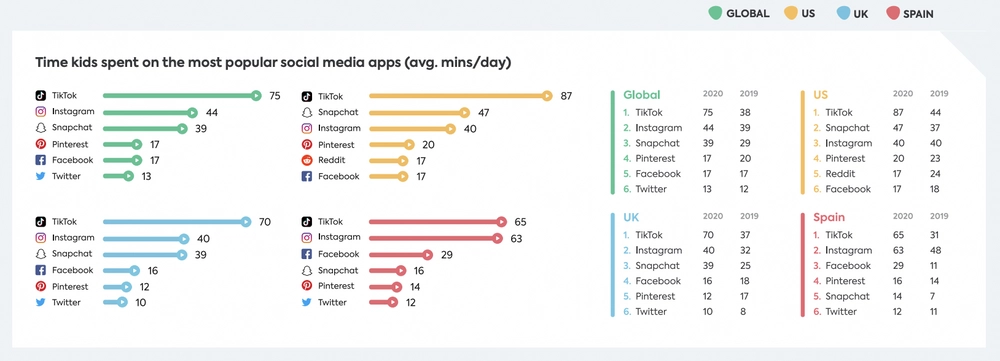 GLOBAL US UK SPAIN
Time kids spent on the most popular social media apps (avg. mins/day)
TikTok 75
Instagram 44
Snapchat 39
Pinterest 17
Facebook 17
Twitter 13
TikTok 87
Snapchat 47
Instagram 40
Pinterest 20
Reddit 17
Facebook 17
TikTok 70
Instagram 40
Snapchat 39
Facebook 16
Pinterest 12
Twitter 10
TikTok 65
Instagram 63
Facebook 29
Snapchat 16
Pinterest 14
Twitter 12
Global 2020 2019
1. TikTok 75 38
2. Instagram 44 39
3. Snapchat 39 29
4. Pinterest 17 20
5. Facebook 17 17
6. Twitter 13 12
US 2020 2019
1. TikTok 87 44
2. Snapchat 47 37
3. Instagram 40 40
4. Pinterest 20 23
5. Reddit 17 24
6. Facebook 17 18
UK 2020 2019
1. TikTok 70 37
2. Instagram 40 32
3. Snapchat 39 25
4. Facebook 16 18
5. Pinterest 12 17
6. Twitter 10 8
Spain 2020 2019
1. TikTok 65 31
2. Instagram 63 48
3. Facebook 29 11
4. Pinterest 16 14
5. Snapchat 14 7
6. Twitter 12 11